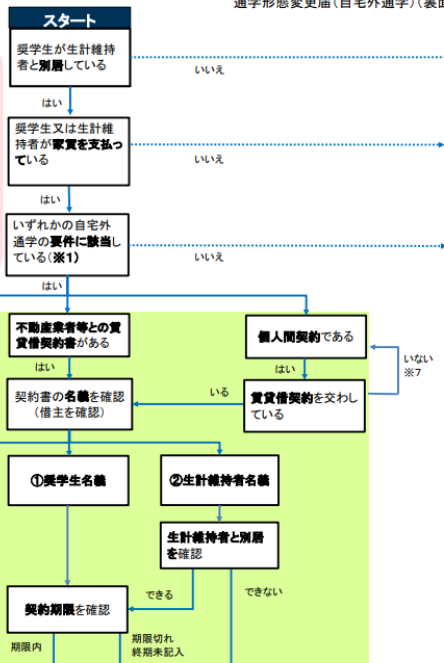 通学形態変更届(自宅外通学)(裏面
スタート
奨学生が生計維持
者と別居している
いいえ
はい
奨学生又は生計維
持者が家賃を支払っ
ている
いいえ
はい
いずれかの自宅外
通学の要件に該当し
ている(※1)
いいえ
はい
不動産業者等との賃
貸借契約書がある
個人間契約である
はい
はい
いない
※7
契約書の名義を確認
(借主を確認)
いる
賃貸借契約を交わし
ている
①奨学生名義
②生計維持者名義
生計維持者と別居
を確認
できる
できない
契約期限を確認
期限内
期限切れ
終期未記入